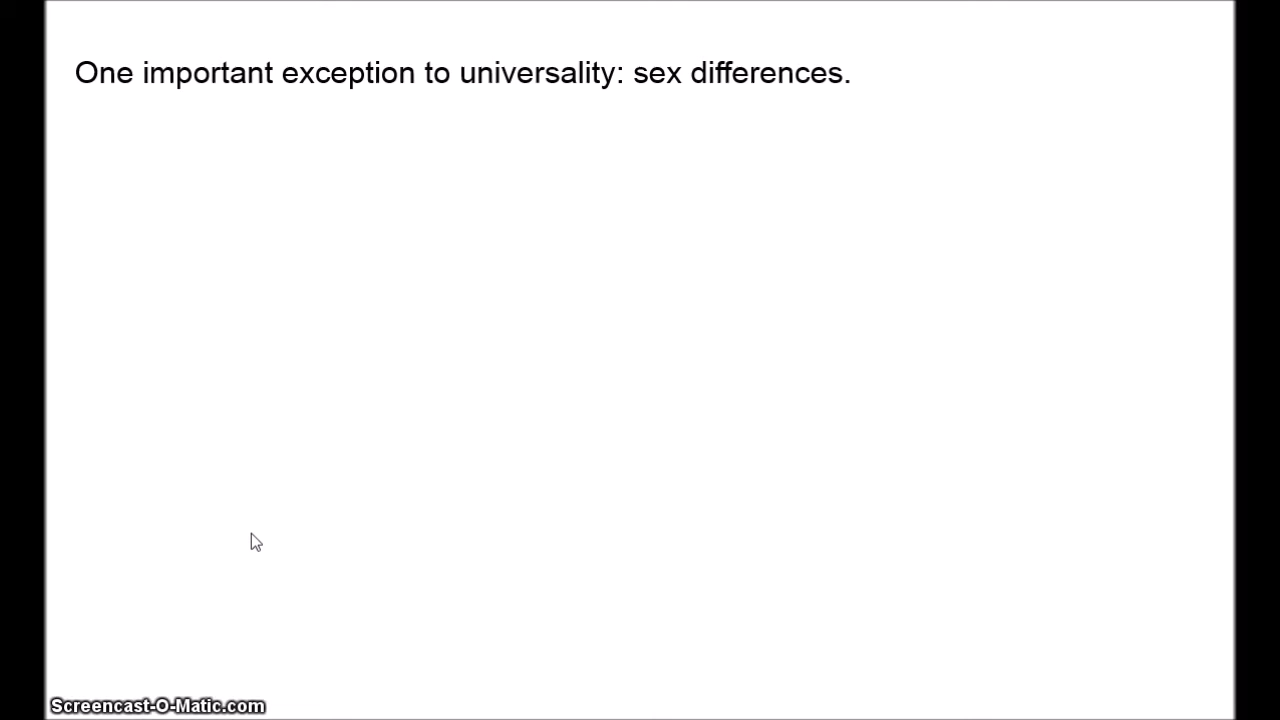 One important exception to universality: sex differences.
Screencast-O-Matic.com